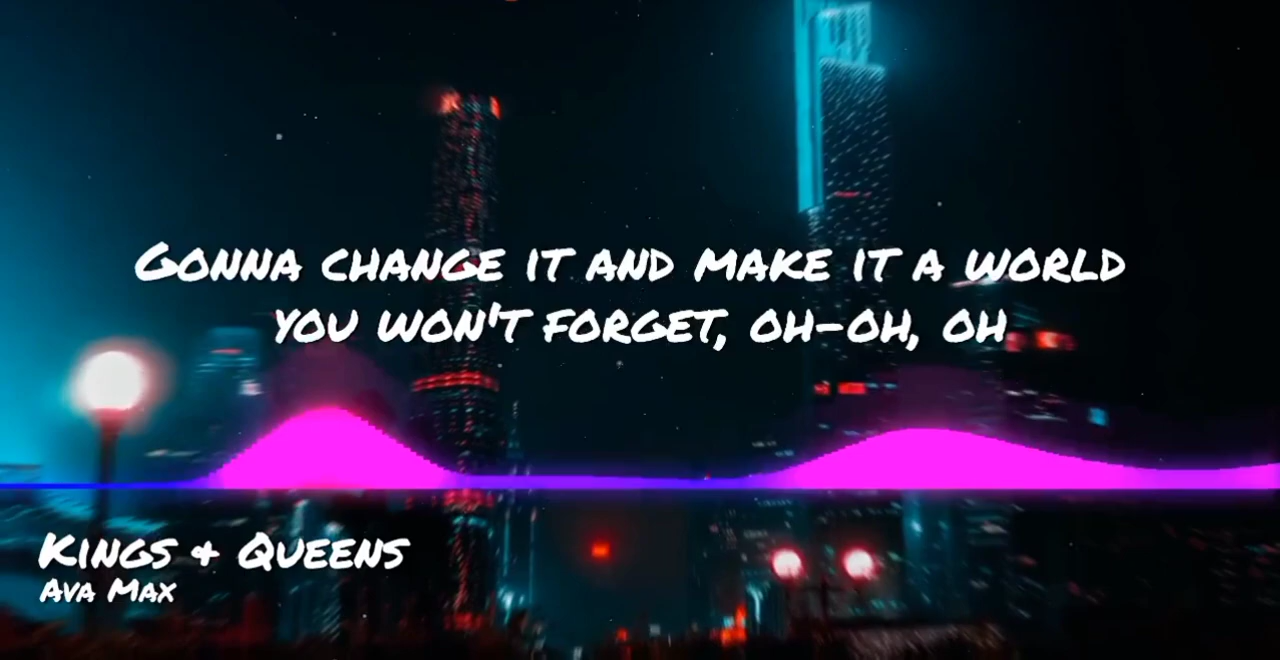 Gonna change it and make it a world
you won't forget, oh-oh, oh
Kings & Queens
Ava Max